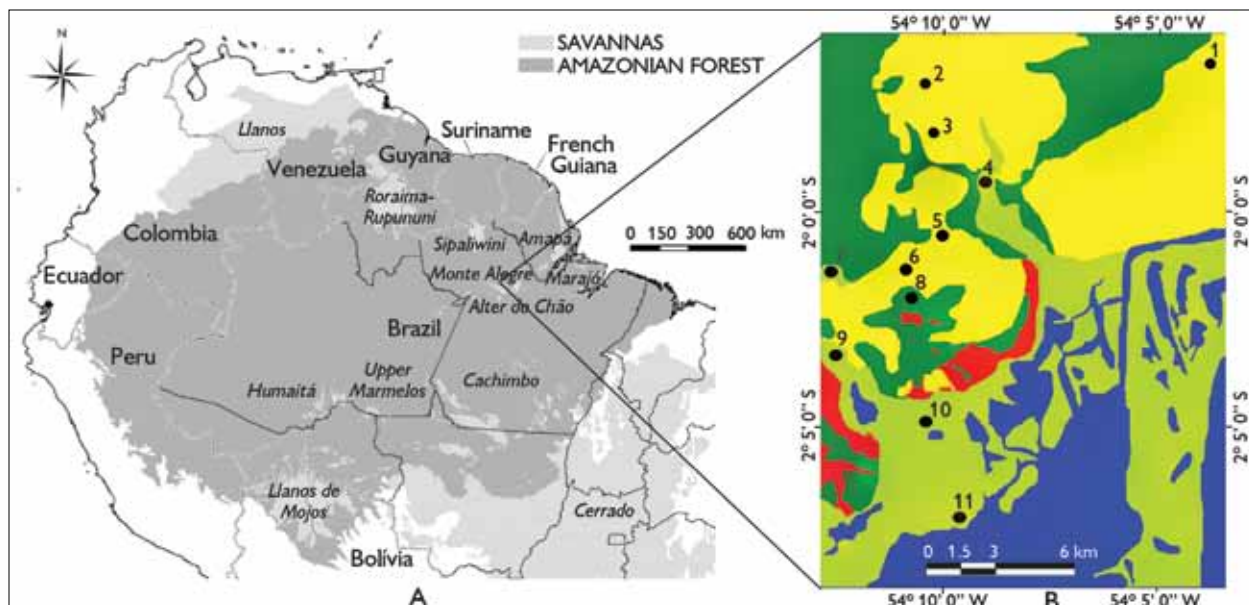 N
SAVANNAS
AMAZONIAN FOREST
Llanos
Venezuela
Guyana
Suriname
French
Guiana
Roraima-
Rupununi
Colombia
Sipaliwini
Amapá
0 150 300 600 km
Ecuador
Monte Alegre
Marajó
Alter do Chão
Brazil
Peru
Humaitá
Upper
Marmelos
Cachimbo
Llanos de
Mojos
Cerrado
Bolívia
A
54° 10' 0'' W
54° 5' 0'' W
1
2
3
4
2° 0' 0'' S
2° 0' 0'' S
5
6
8
9
10
2° 5' 0'' S
2° 5' 0'' S
11
0 1.5 3 6 km
54° 10' 0'' W
54° 5' 0'' W
B